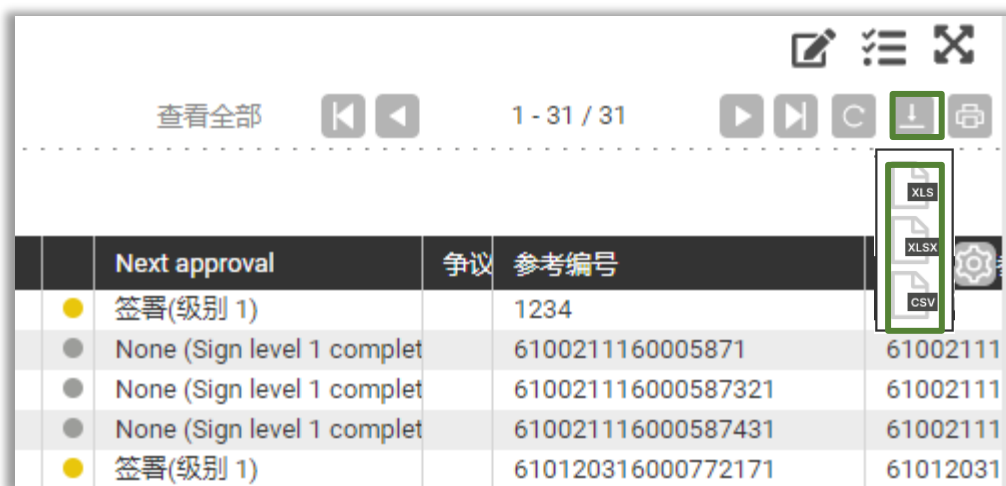 查看全部 1 - 31 / 31
XLS
XLSX
CSV
Next approval 争议 参考编号
签署(级别 1) 1234
None (Sign level 1 complet 6100211160005871 61002111
None (Sign level 1 complet 610021116000587321 61002111
None (Sign level 1 complet 610021116000587431 61002111
签署(级别 1) 610120316000772171 61012031